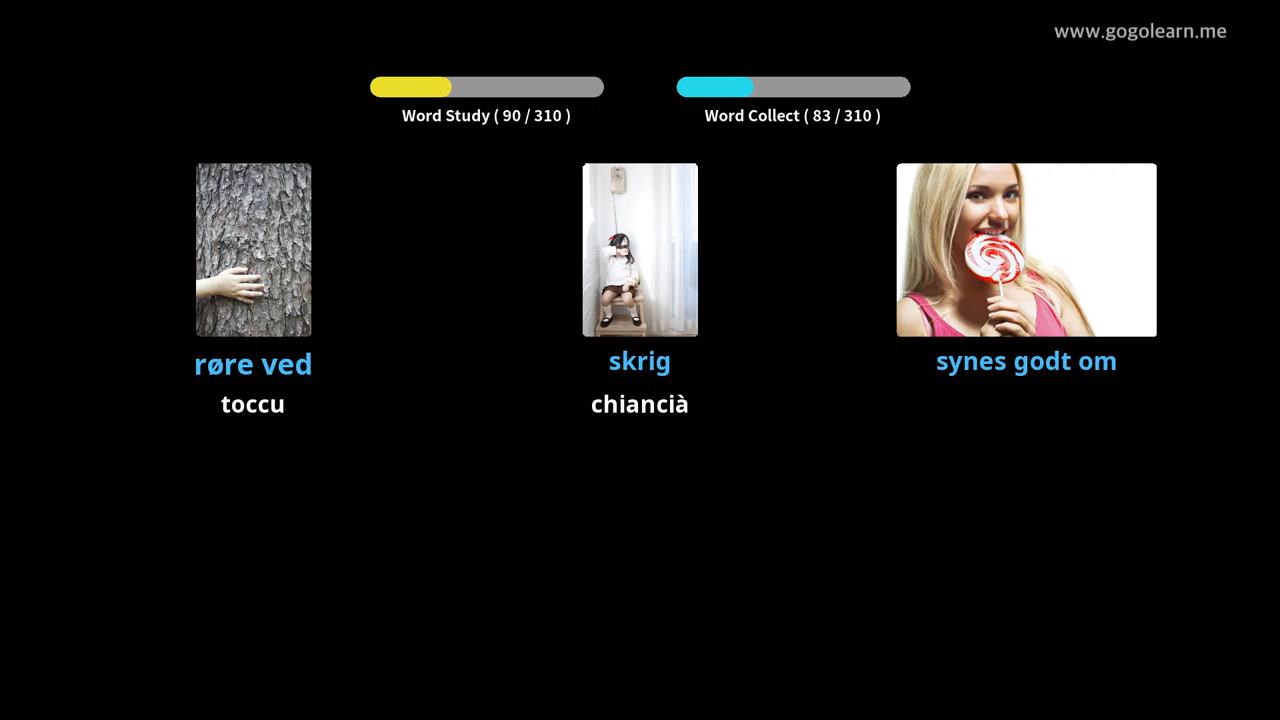 www.gogolearn.me
Word Study ( 90 / 310 )
Word Collect ( 83 / 310 )
røre ved
skrig
synes godt om
toccu
chiancià